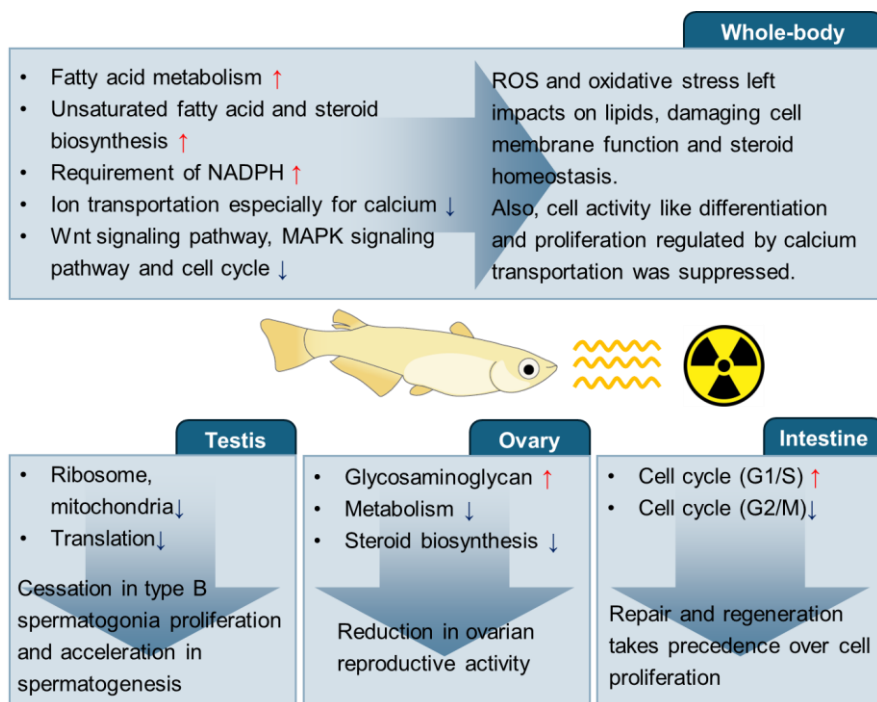 Whole-body
• Fatty acid metabolism ↑
• Unsaturated fatty acid and steroid
biosynthesis ↑
• Requirement of NADPH ↑
• Ion transportation especially for calcium ↓
• Wnt signaling pathway, MAPK signaling
pathway and cell cycle ↓
ROS and oxidative stress left
impacts on lipids, damaging cell
membrane function and steroid
homeostasis.
Also, cell activity like differentiation
and proliferation regulated by calcium
transportation was suppressed.
Testis
• Ribosome,
mitochondria↓
• Translation↓
Cessation in type B
spermatogonia proliferation
and acceleration in
spermatogenesis
Ovary
• Glycosaminoglycan ↑
• Metabolism ↓
• Steroid biosynthesis ↓
Reduction in ovarian
reproductive activity
Intestine
• Cell cycle (G1/S) ↑
• Cell cycle (G2/M)↓
Repair and regeneration
takes precedence over cell
proliferation